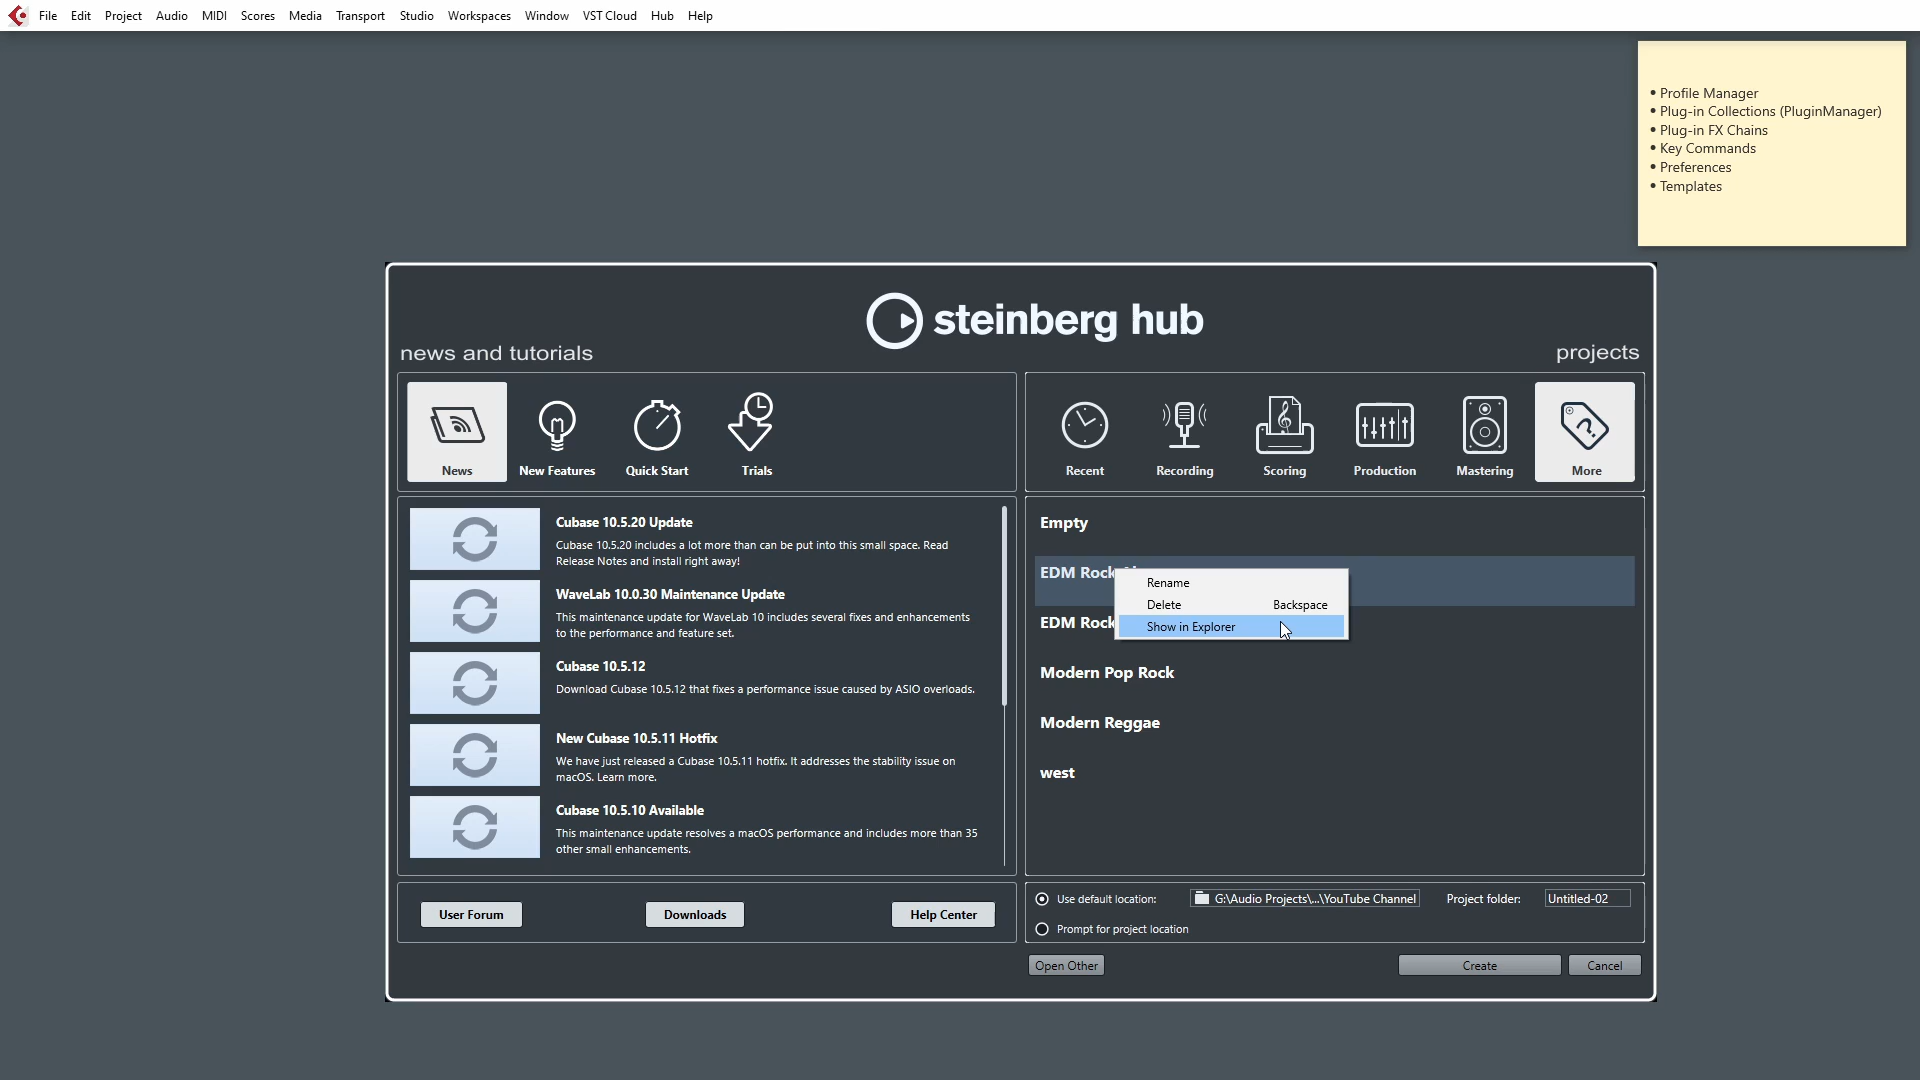 File Edit Project Audio MIDI Scores Media Transport Studio Workspaces Window VST Cloud Hub Help
• Profile Manager
• Plug-in Collections (PluginManager)
• Plug-in FX Chains
• Key Commands
• Preferences
• Templates
steinberg hub
news and tutorials
projects
News New Features Quick Start Trials
Recent Recording Scoring Production Mastering More
Cubase 10.5.20 Update
Cubase 10.5.20 includes a lot more than can be put into this small space. Read
Release Notes and install right away!
WaveLab 10.0.30 Maintenance Update
This maintenance update for WaveLab 10 includes several fixes and enhancements
to the performance and feature set.
Cubase 10.5.12
Download Cubase 10.5.12 that fixes a performance issue caused by ASIO overloads.
New Cubase 10.5.11 Hotfix
We have just released a Cubase 10.5.11 hotfix. It addresses the stability issue on
macOS. Learn more.
Cubase 10.5.10 Available
This maintenance update resolves a macOS performance and includes more than 35
other small enhancements.
User Forum Downloads Help Center
Empty
EDM Rock
Rename
Delete Backspace
Show in Explorer
EDM Rock
Modern Pop Rock
Modern Reggae
west
Use default location: G:\Audio Projects\...\YouTube Channel Project folder: Untitled-02
Prompt for project location
Open Other Create Cancel